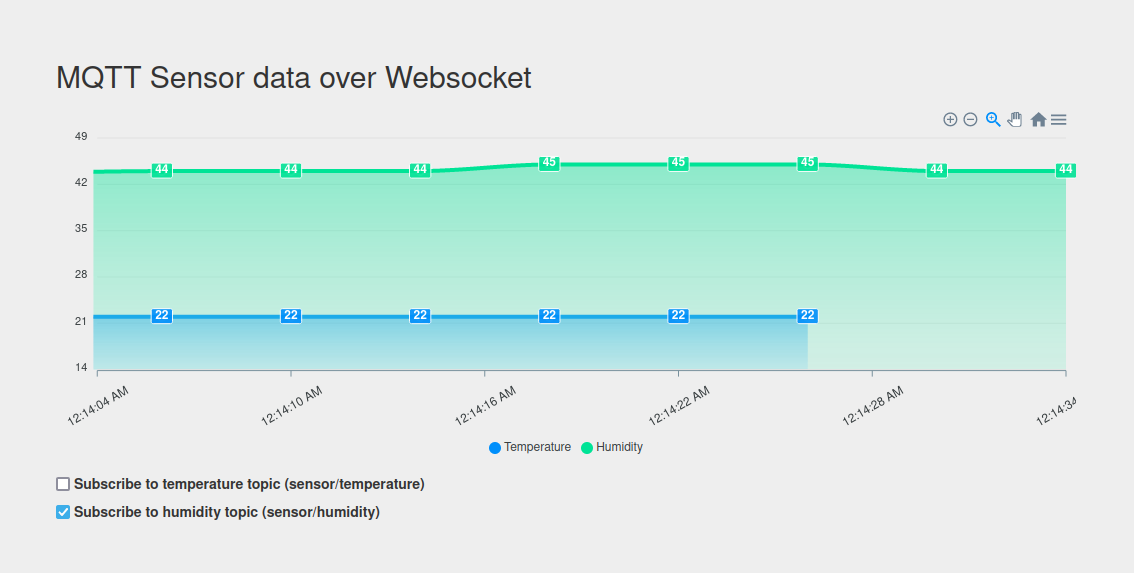 MQTT Sensor data over Websocket
49
44 44 44 45 45 45 44 44
42
35
28
22 22 22 22 22 22
21
14
12:14:04 AM 12:14:10 AM 12:14:16 AM 12:14:22 AM 12:14:28 AM 12:14:34
Temperature Humidity
Subscribe to temperature topic (sensor/temperature)
Subscribe to humidity topic (sensor/humidity)